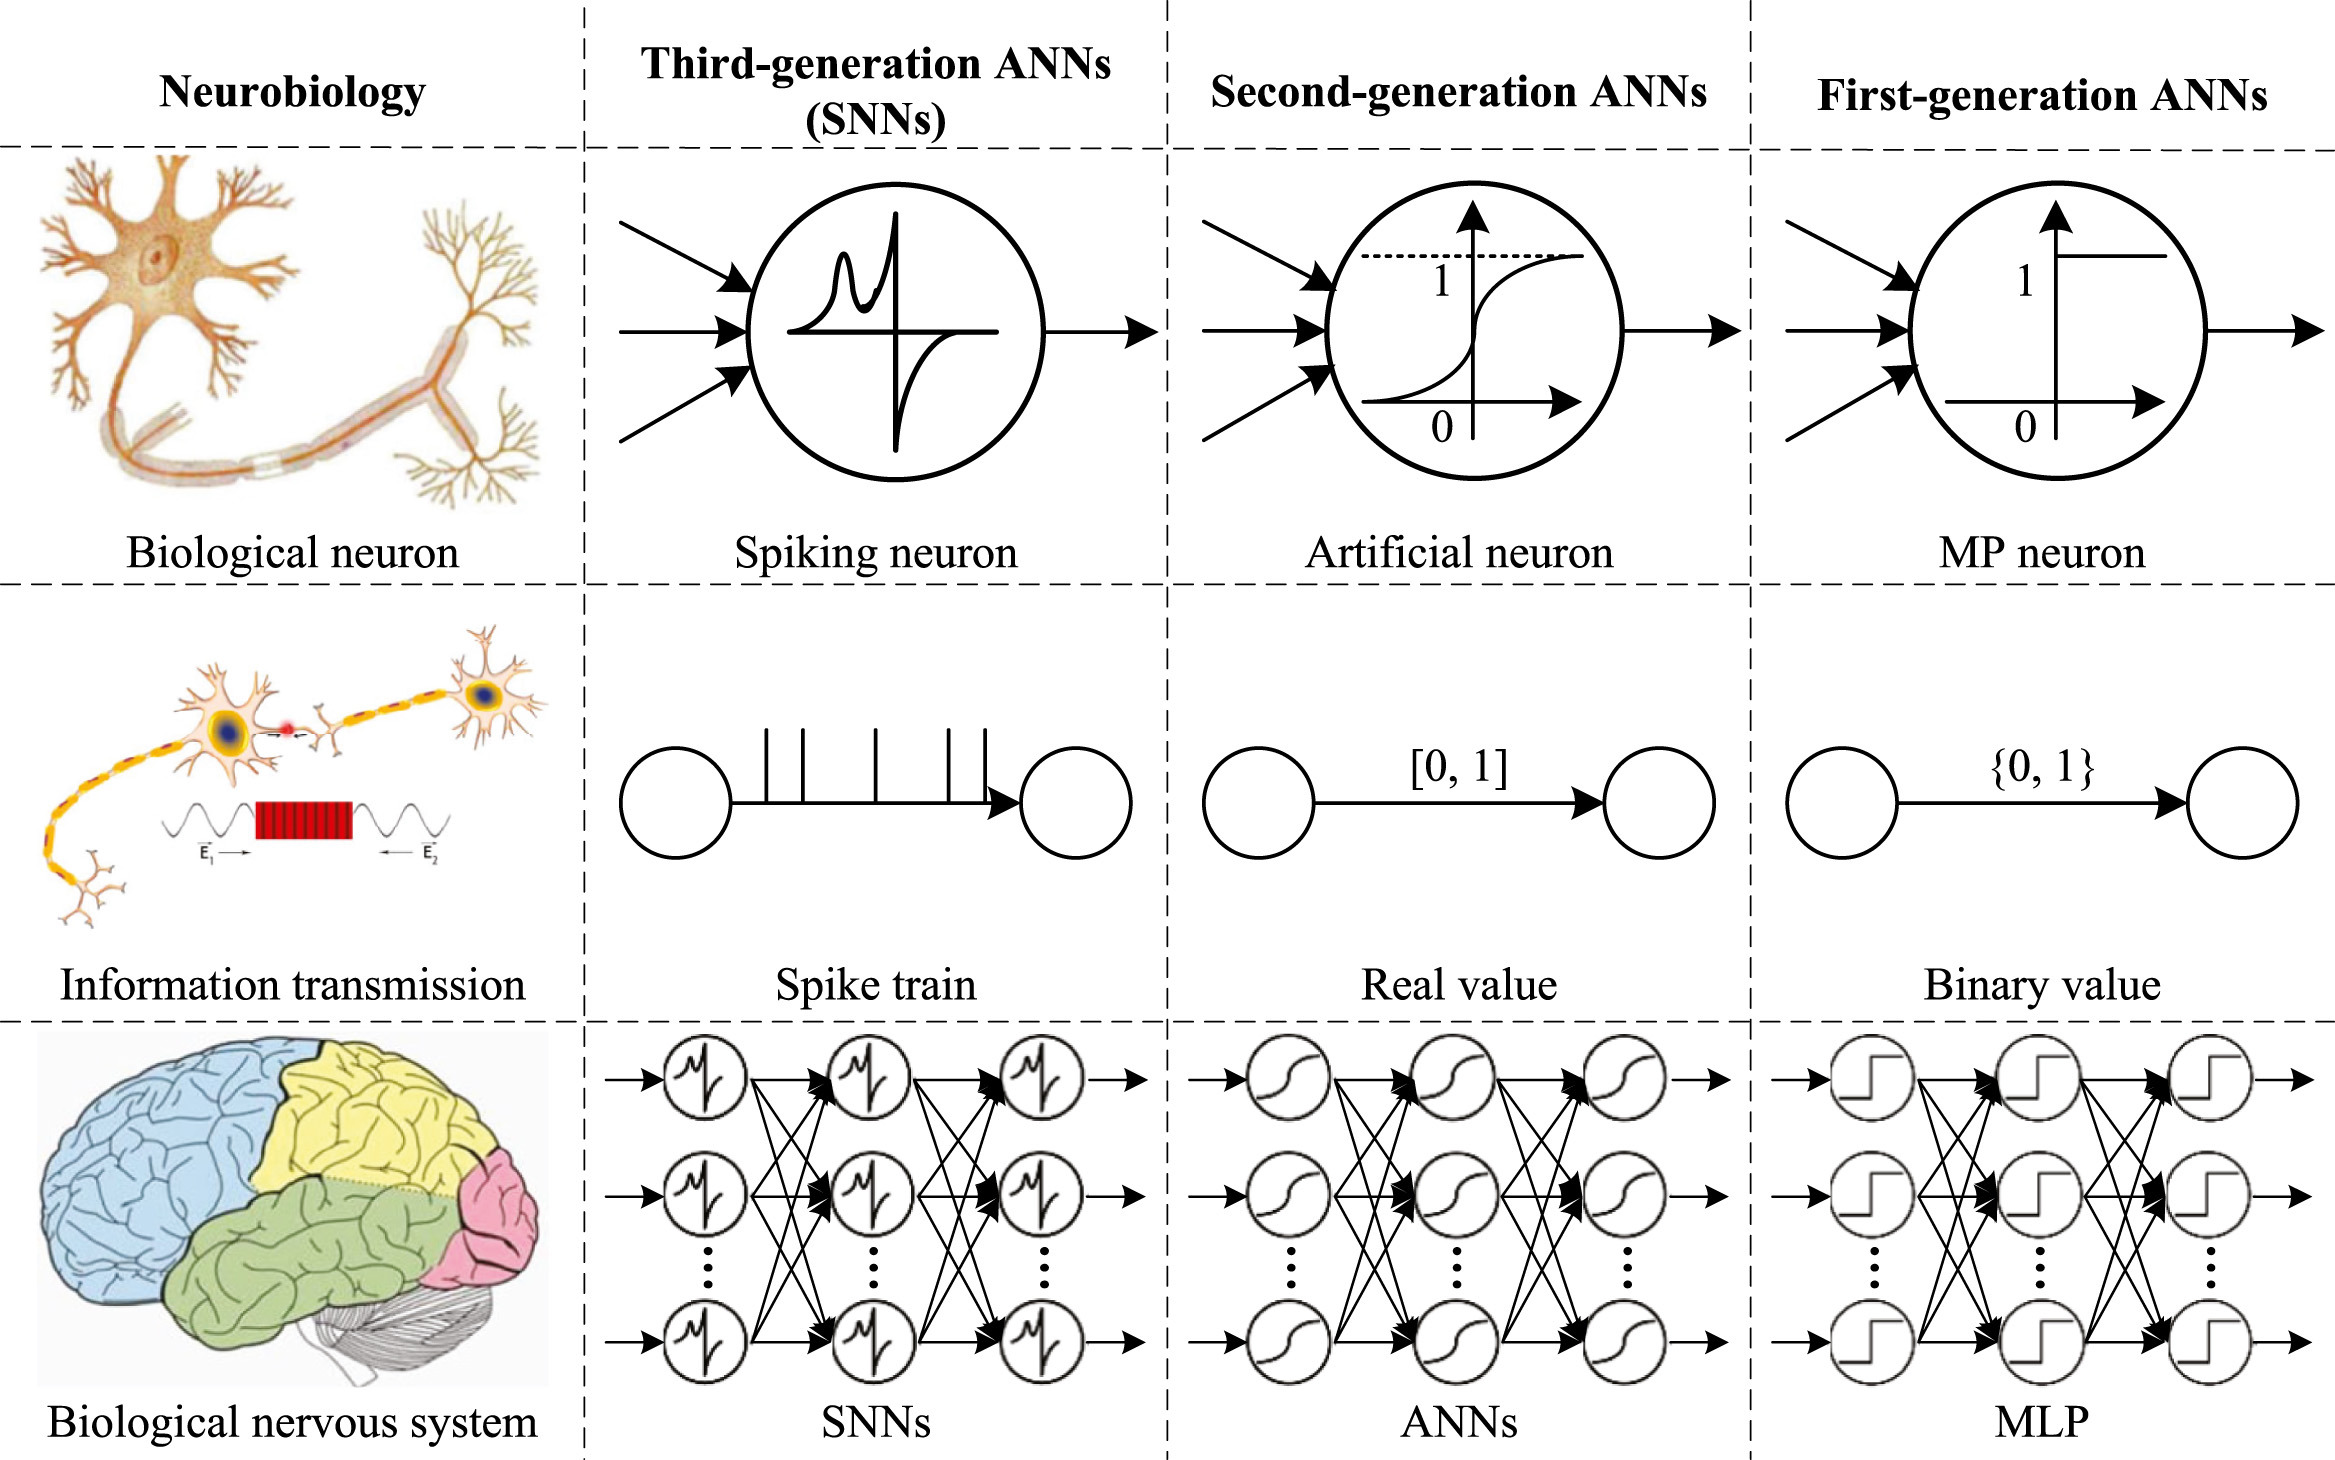 Neurobiology
Third-generation ANNs
(SNNs)
Second-generation ANNs
First-generation ANNs
1
0
1
0
Biological neuron
Spiking neuron
Artificial neuron
MP neuron
E1
E2
[0, 1]
{0, 1}
Information transmission
Spike train
Real value
Binary value
Biological nervous system
SNNs
ANNs
MLP